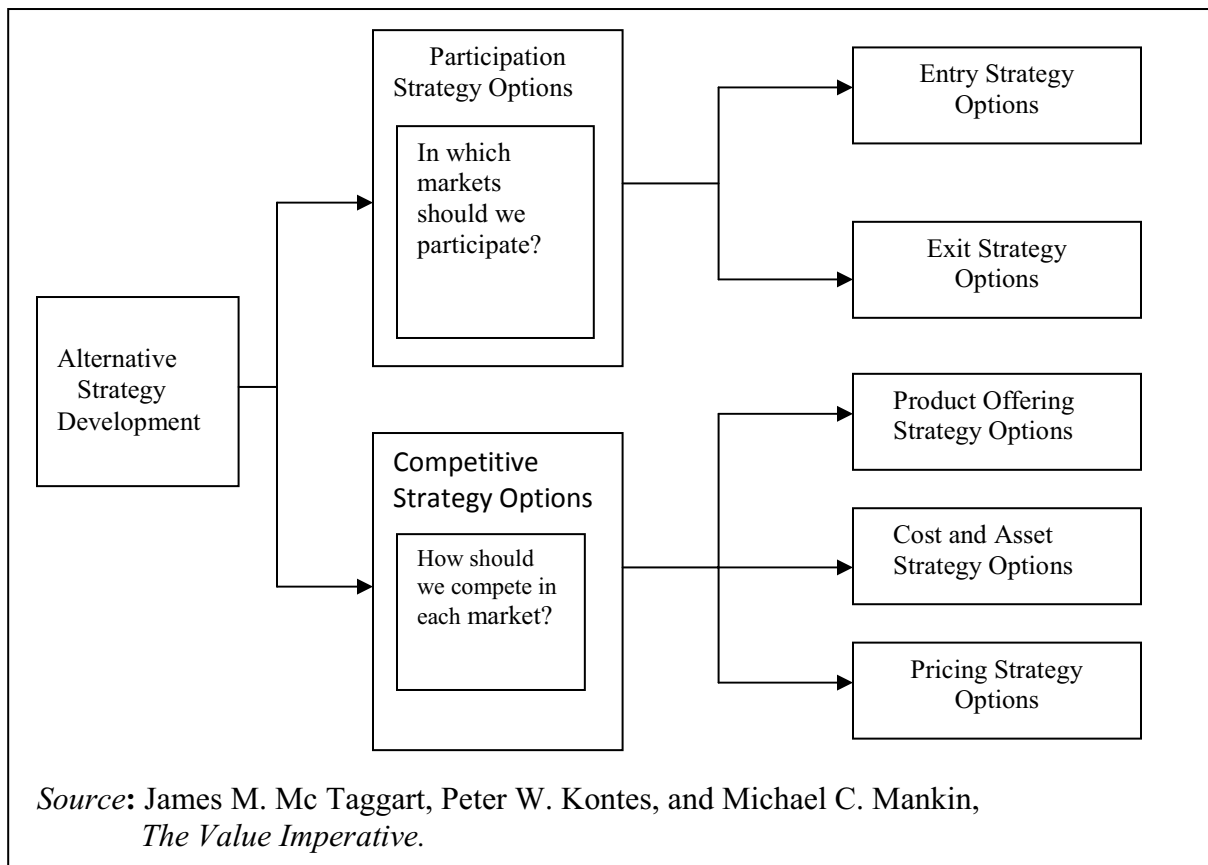 Participation
Strategy Options
In which
markets
should we
participate?
Entry Strategy
Options
Exit Strategy
Options
Alternative
Strategy
Development
Competitive
Strategy Options
How should
we compete in
each market?
Product Offering
Strategy Options
Cost and Asset
Strategy Options
Pricing Strategy
Options
Source: James M. Mc Taggart, Peter W. Kontes, and Michael C. Mankin,
The Value Imperative.